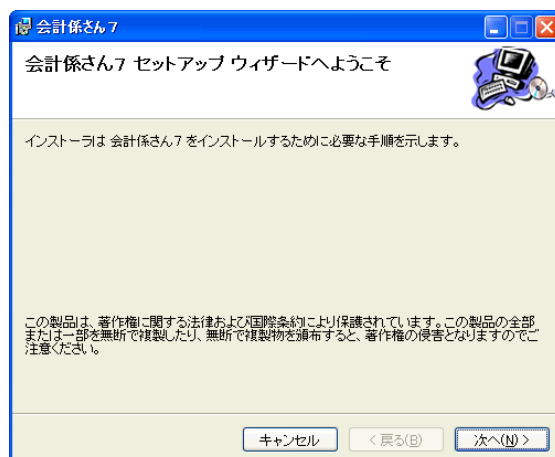 会計係さん7
会計係さん7 セットアップ ウィザードへようこそ
インストーラは 会計係さん7 をインストールするために必要な手順を示します。
この製品は、著作権に関する法律および国際条約により保護されています。この製品の全部
または一部を無断で複製したり、無断で複製物を頒布すると、著作権の侵害となりますのでご
注意ください。
キャンセル < 戻る(B) 次へ(N) >